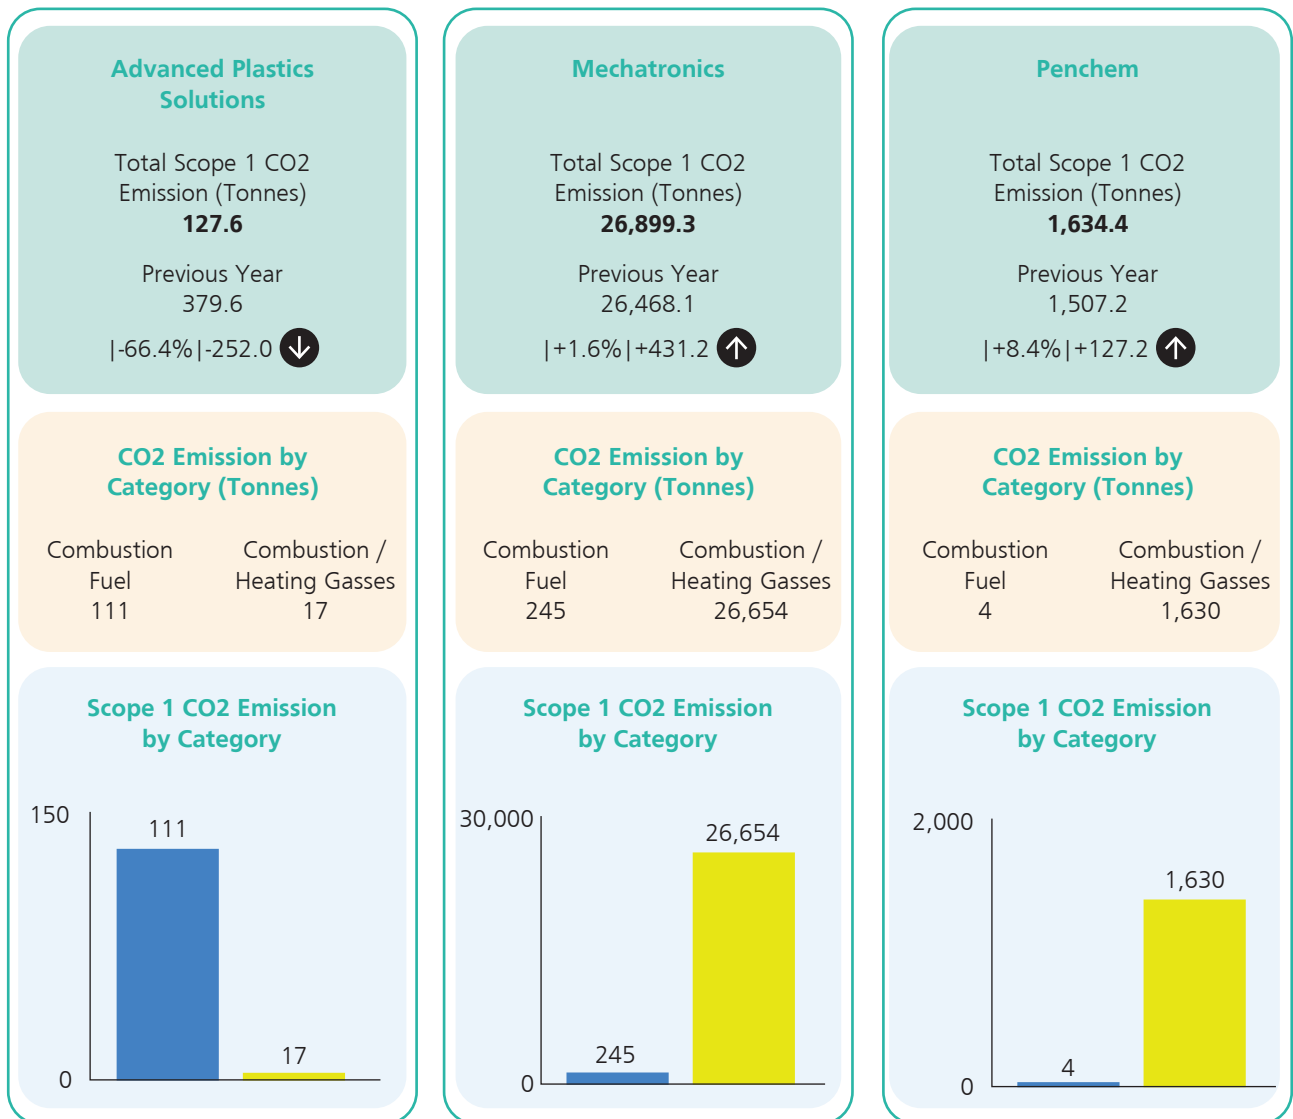 Advanced Plastics
Solutions
Total Scope 1 CO2
Emission (Tonnes)
127.6
Previous Year
379.6
|-66.4%|-252.0
CO2 Emission by
Category (Tonnes)
Combustion
Fuel
111
Combustion /
Heating Gasses
17
Scope 1 CO2 Emission
by Category
150
111
17
0
Mechatronics
Total Scope 1 CO2
Emission (Tonnes)
26,899.3
Previous Year
26,468.1
|+1.6%|+431.2
CO2 Emission by
Category (Tonnes)
Combustion
Fuel
245
Combustion /
Heating Gasses
26,654
Scope 1 CO2 Emission
by Category
30,000
26,654
245
0
Penchem
Total Scope 1 CO2
Emission (Tonnes)
1,634.4
Previous Year
1,507.2
|+8.4%|+127.2
CO2 Emission by
Category (Tonnes)
Combustion
Fuel
4
Combustion /
Heating Gasses
1,630
Scope 1 CO2 Emission
by Category
2,000
1,630
4
0